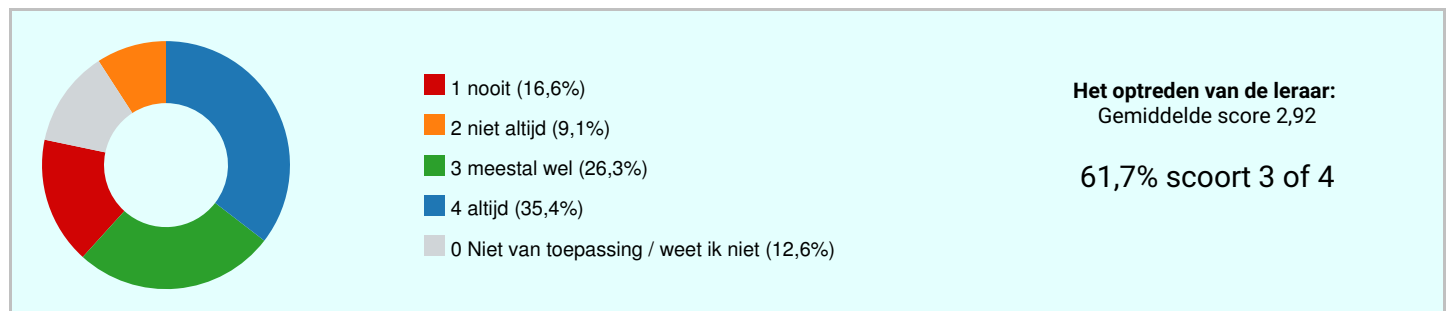 1 nooit (16,6%)
2 niet altijd (9,1%)
3 meestal wel (26,3%)
4 altijd (35,4%)
0 Niet van toepassing / weet ik niet (12,6%)
Het optreden van de leraar:
Gemiddelde score 2,92
61,7% scoort 3 of 4